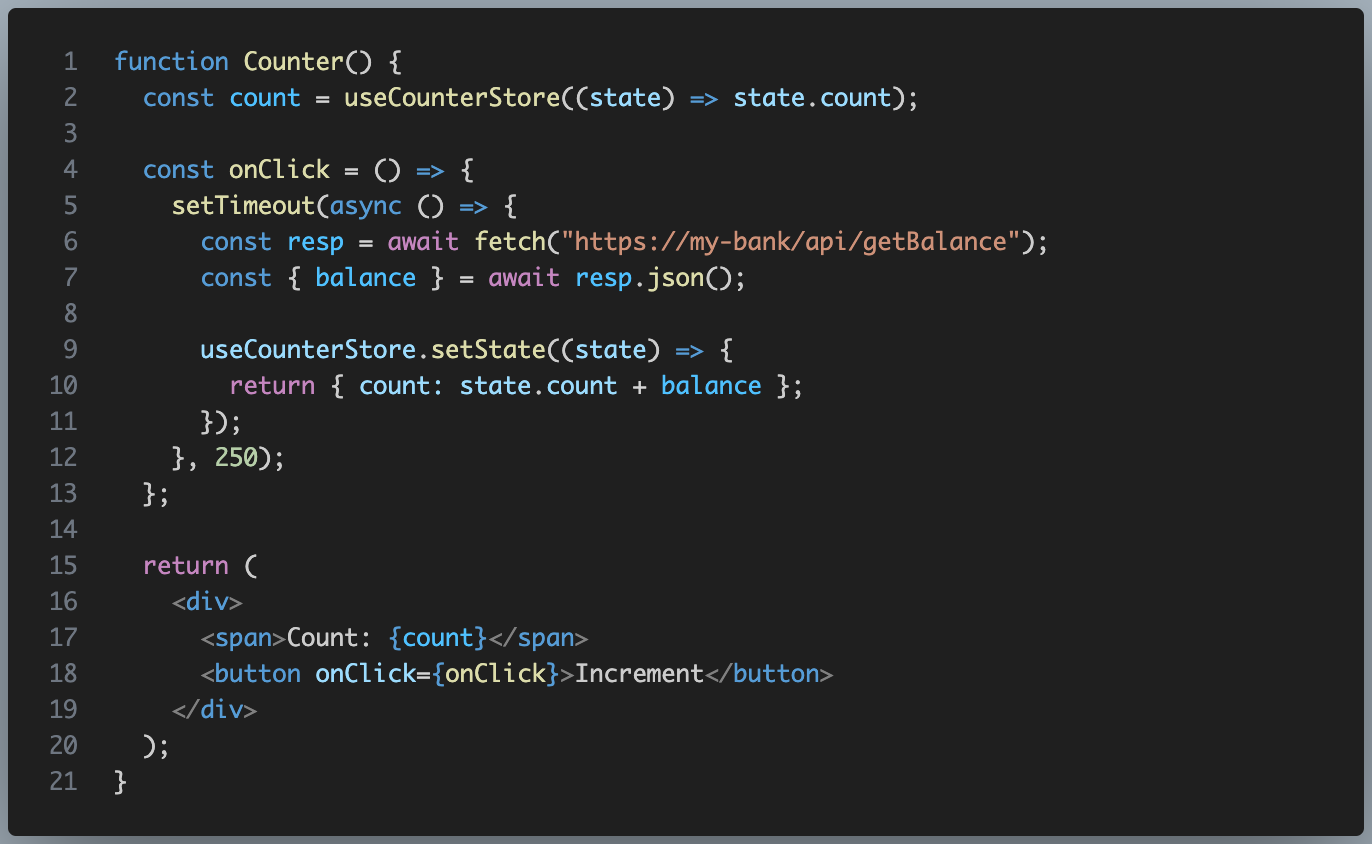 1 function Counter() {
2   const count = useCounterStore((state) => state.count);
3
4   const onClick = () => {
5     setTimeout(async () => {
6       const resp = await fetch("https://my-bank/api/getBalance");
7       const { balance } = await resp.json();
8
9       useCounterStore.setState((state) => {
10         return { count: state.count + balance };
11       });
12     }, 250);
13   };
14
15   return (
16     <div>
17       <span>Count: {count}</span>
18       <button onClick={onClick}>Increment</button>
19     </div>
20   );
21 }